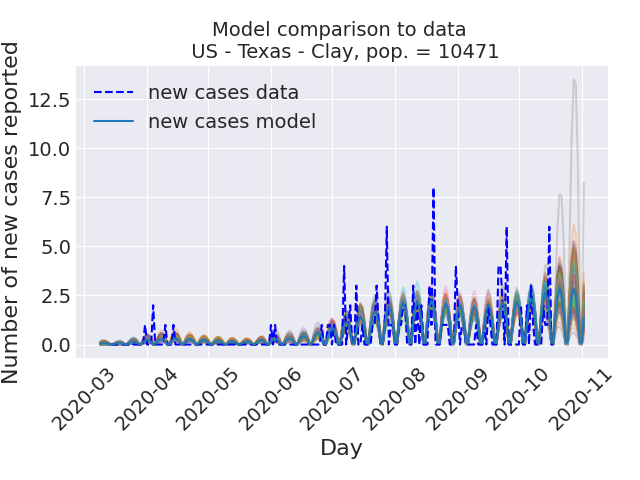 Model comparison to data
US - Texas - Clay, pop. = 10471
Number of new cases reported
12.5
10.0
7.5
5.0
2.5
0.0
new cases data
new cases model
2020-03
2020-04
2020-05
2020-06
2020-07
2020-08
2020-09
2020-10
2020-11
Day